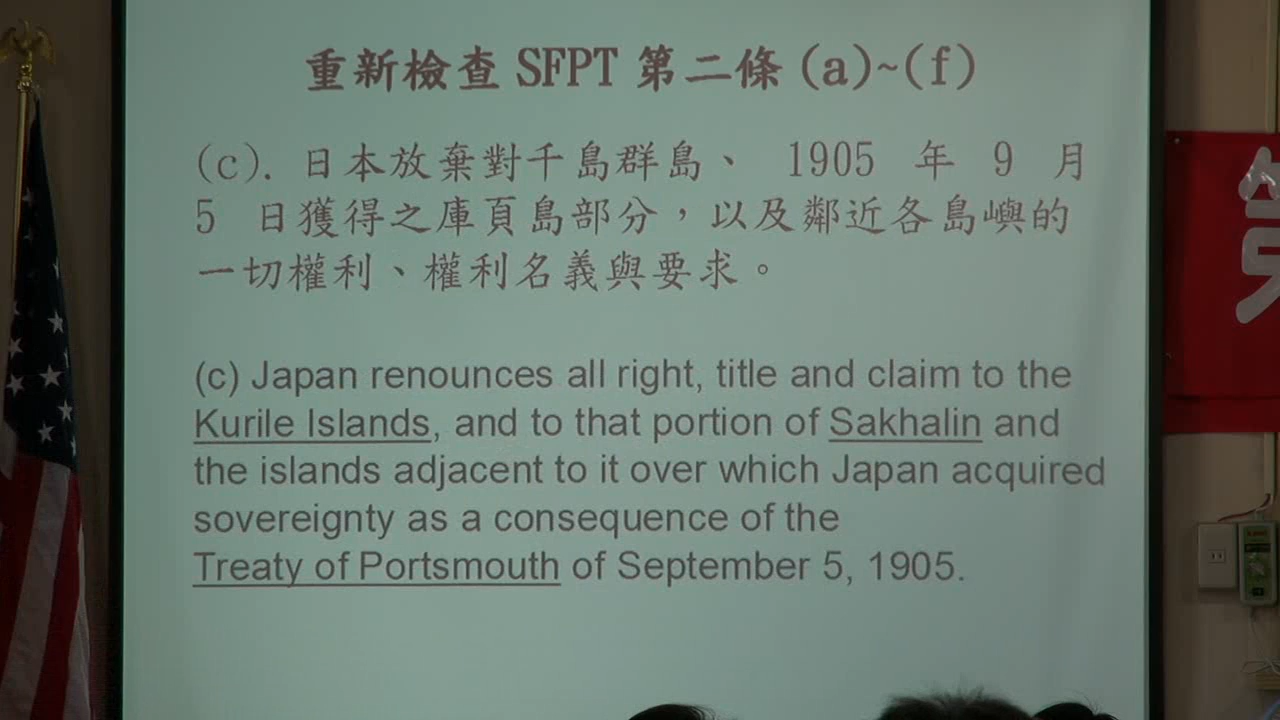 重新檢查 SFPT 第二條 (a)~(f)
(c). 日本放棄對千島群島、 1905 年 9 月
5 日獲得之庫頁島部分，以及鄰近各島嶼的
一切權利、權利名義與要求。
(c) Japan renounces all right, title and claim to the
Kurile Islands, and to that portion of Sakhalin and
the islands adjacent to it over which Japan acquired
sovereignty as a consequence of the
Treaty of Portsmouth of September 5, 1905.